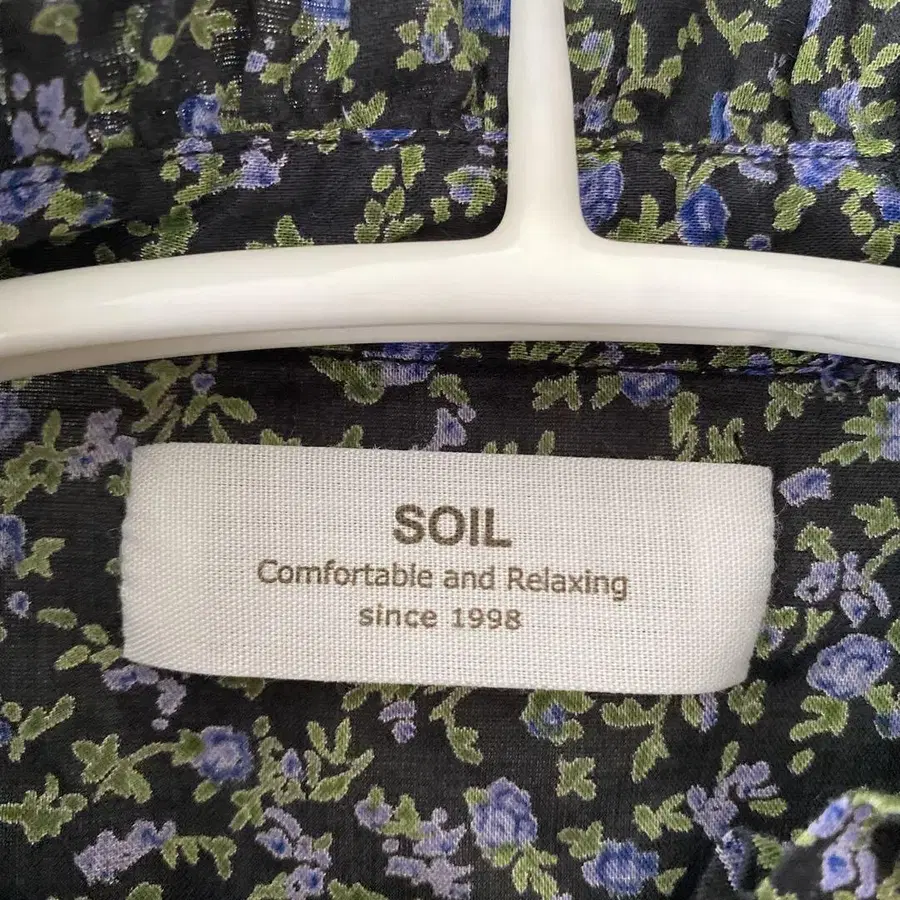 SOIL
Comfortable and Relaxing
since 1998